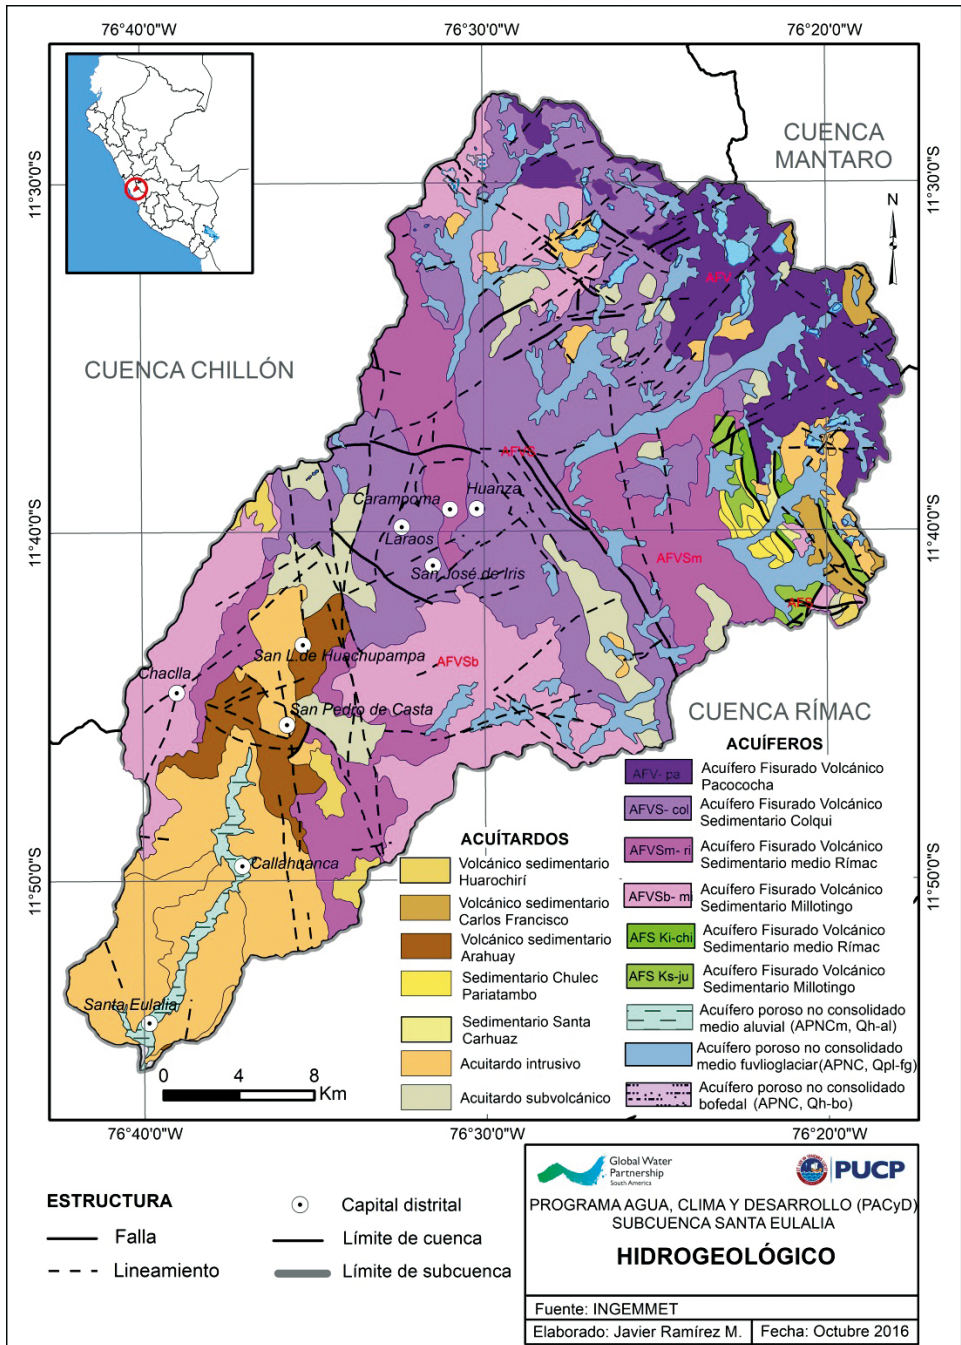 76°40'0"W
76°30'0"W
76°20'0"W
11°30'0"S
11°30'0"S
CUENCA
MANTARO
N
AFV
CUENCA CHILLÓN
AFVS
Carampoma
Huanza
Laraos
San José de Iris
AFVSm
11°40'0"S
11°40'0"S
AFS
San L.de Huachupampa
AFVSb
Chaclla
San Pedro de Casta
CUENCA RÍMAC
Callahuanca
Santa Eulalia
11°50'0"S
11°50'0"S
ACUÍFEROS
AFV- pa
Acuífero Fisurado Volcánico
Pacococha
AFVS- col
Acuífero Fisurado Volcánico
Sedimentario Colqui
AFVSm- ri
Acuífero Fisurado Volcánico
Sedimentario medio Rímac
AFVSb- mi
Acuífero Fisurado Volcánico
Sedimentario Millotingo
AFS Ki-chi
Acuífero Fisurado Volcánico
Sedimentario medio Rímac
AFS Ks-ju
Acuífero Fisurado Volcánico
Sedimentario Millotingo
Acuífero poroso no consolidado
medio aluvial (APNCm, Qh-al)
Acuífero poroso no consolidado
medio fuvlioglaciar(APNC, Qpl-fg)
Acuífero poroso no consolidado
bofedal (APNC, Qh-bo)
ACUÍTARDOS
Volcánico sedimentario
Huarochirí
Volcánico sedimentario
Carlos Francisco
Volcánico sedimentario
Arahuay
Sedimentario Chulec
Pariatambo
Sedimentario Santa
Carhuaz
Acuitardo intrusivo
Acuitardo subvolcánico
0 4 8
Km
76°40'0"W
76°30'0"W
76°20'0"W
ESTRUCTURA
Falla
Lineamiento
Capital distrital
Límite de cuenca
Límite de subcuenca
Global Water
Partnership
South America
PUCP
PROGRAMA AGUA, CLIMA Y DESARROLLO (PACyD)
SUBCUENCA SANTA EULALIA
HIDROGEOLÓGICO
Fuente: INGEMMET
Elaborado: Javier Ramírez M.
Fecha: Octubre 2016